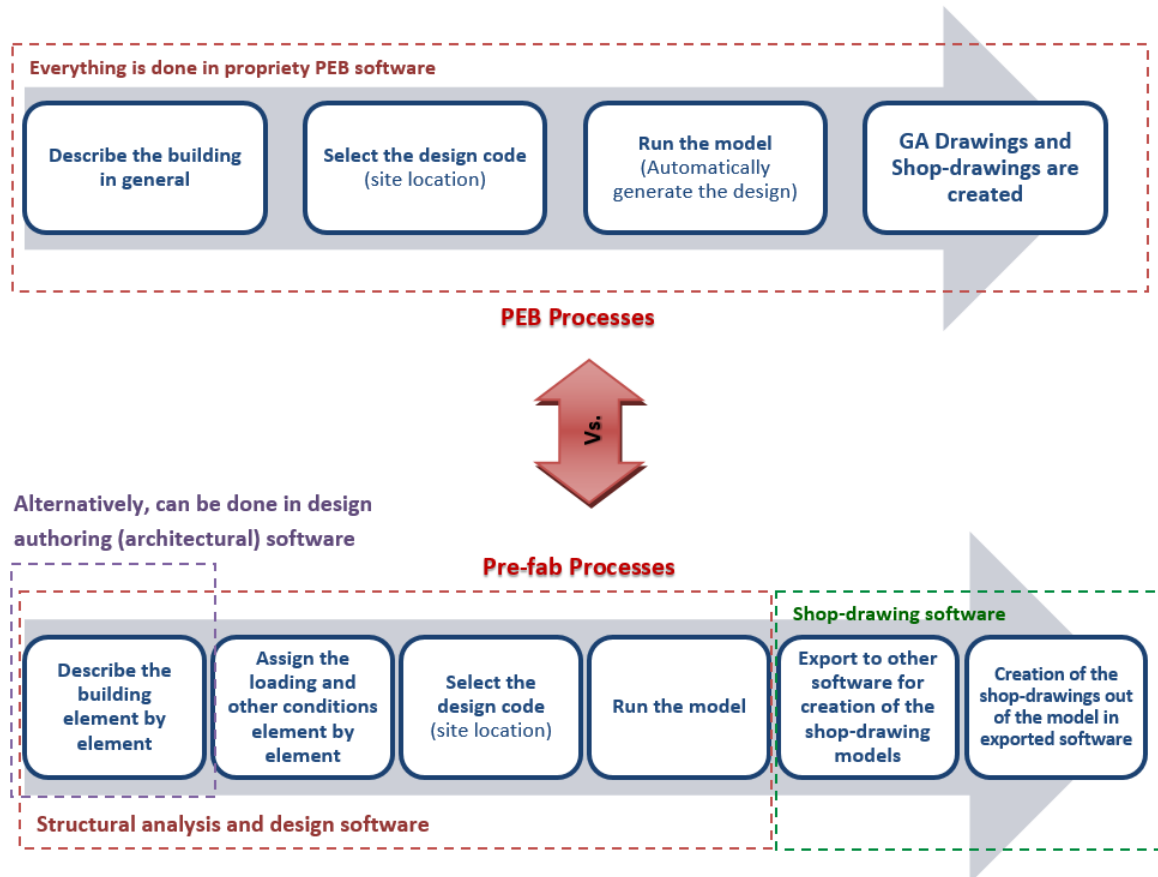 Everything is done in propriety PEB software
Describe the building
in general
Select the design code
(site location)
Run the model
(Automatically
generate the design)
GA Drawings and
Shop-drawings are
created
PEB Processes
Vs.
Alternatively, can be done in design
authoring (architectural) software
Pre-fab Processes
Shop-drawing software
Describe the
building
element by
element
Assign the
loading and
other conditions
element by
element
Select the
design code
(site location)
Run the model
Export to other
software for
creation of the
shop-drawing
models
Creation of the
shop-drawings out
of the model in
exported software
Structural analysis and design software